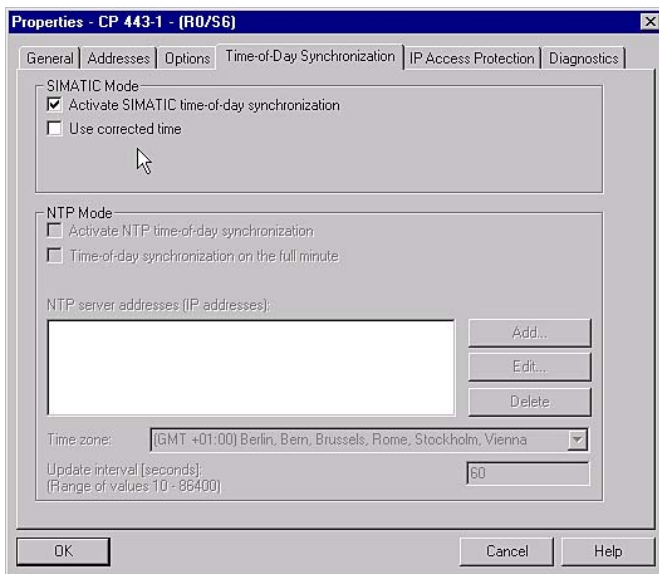 Properties - CP 443-1 - (R0/S6)
General Addresses Options Time-of-Day Synchronization IP Access Protection Diagnostics
SIMATIC Mode
Activate SIMATIC time-of-day synchronization
Use corrected time
NTP Mode
Activate NTP time-of-day synchronization
Time-of-day synchronization on the full minute
NTP server addresses (IP addresses):
Add...
Edit...
Delete
Time zone: (GMT +01:00) Berlin, Bern, Brussels, Rome, Stockholm, Vienna
Update interval [seconds]: 60
(Range of values 10 - 86400)
OK Cancel Help